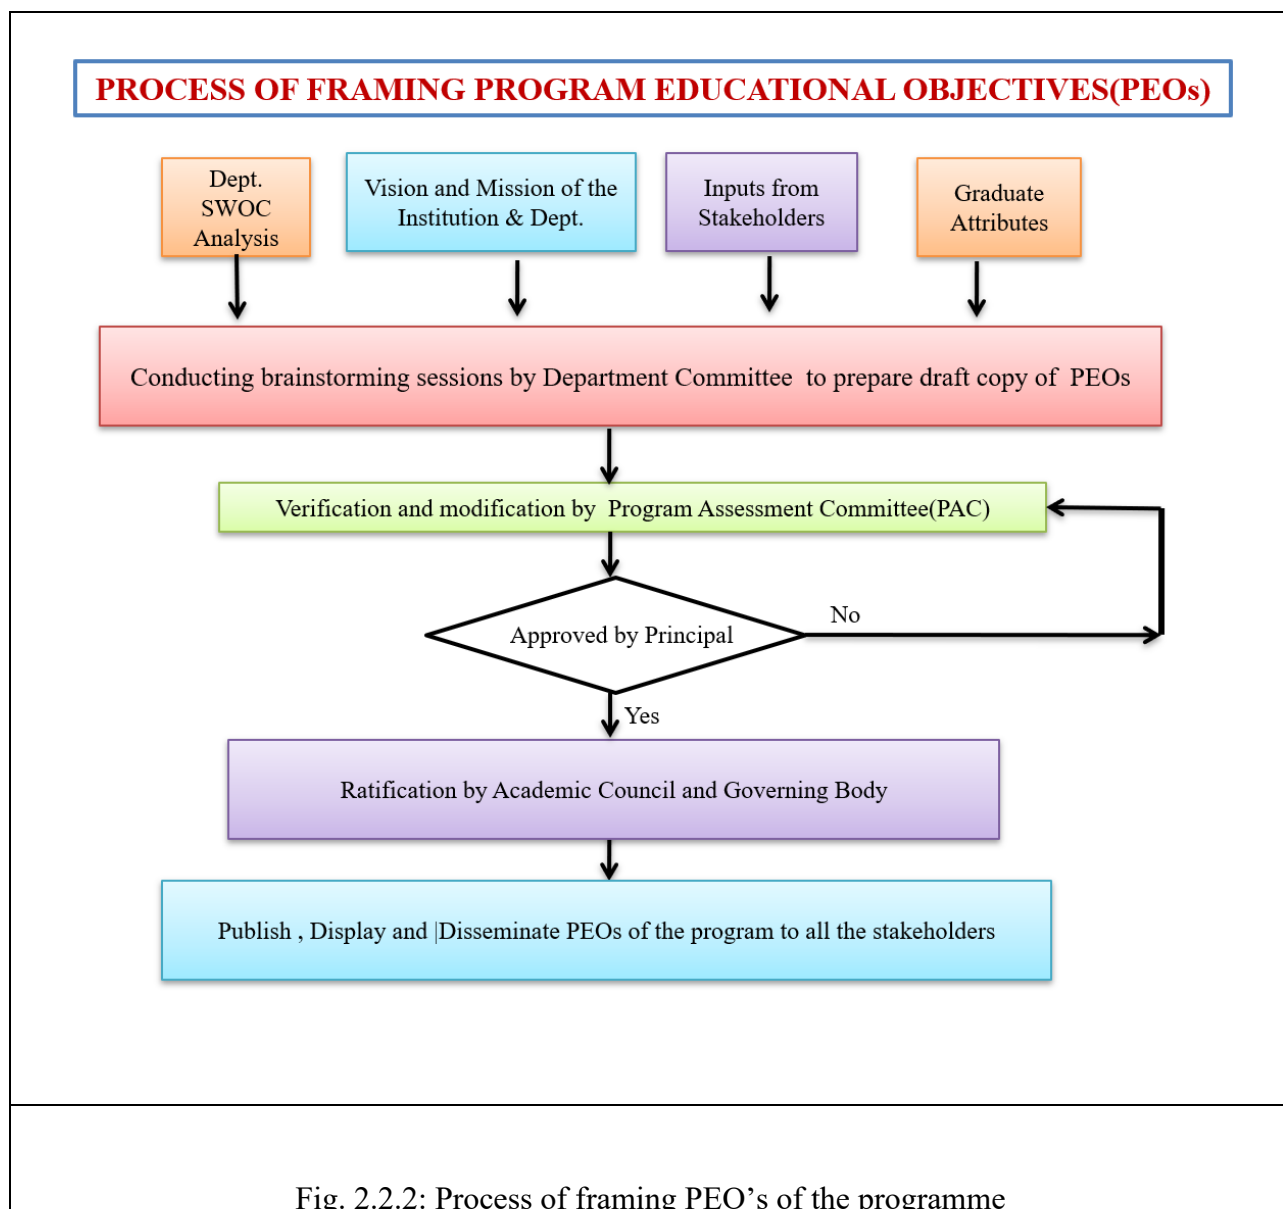 PROCESS OF FRAMING PROGRAM EDUCATIONAL OBJECTIVES(PEOs)
Dept.
SWOC
Analysis
Vision and Mission of the
Institution & Dept.
Inputs from
Stakeholders
Graduate
Attributes
Conducting brainstorming sessions by Department Committee to prepare draft copy of PEOs
Verification and modification by Program Assessment Committee(PAC)
Approved by Principal
No
Yes
Ratification by Academic Council and Governing Body
Publish , Display and |Disseminate PEOs of the program to all the stakeholders
Fig. 2.2.2: Process of framing PEO’s of the programme